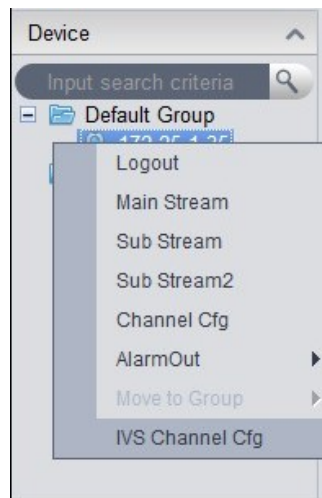 Device
Input search criteria
Default Group
Logout
Main Stream
Sub Stream
Sub Stream2
Channel Cfg
AlarmOut
Move to Group
IVS Channel Cfg